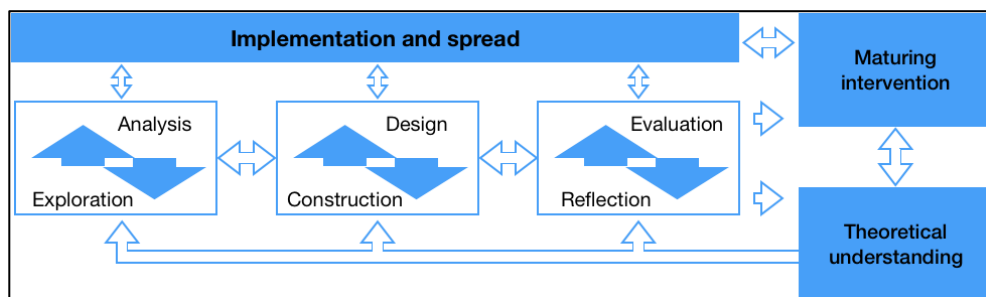 Implementation and spread
Maturing
intervention
Analysis
Exploration
Design
Construction
Evaluation
Reflection
Theoretical
understanding